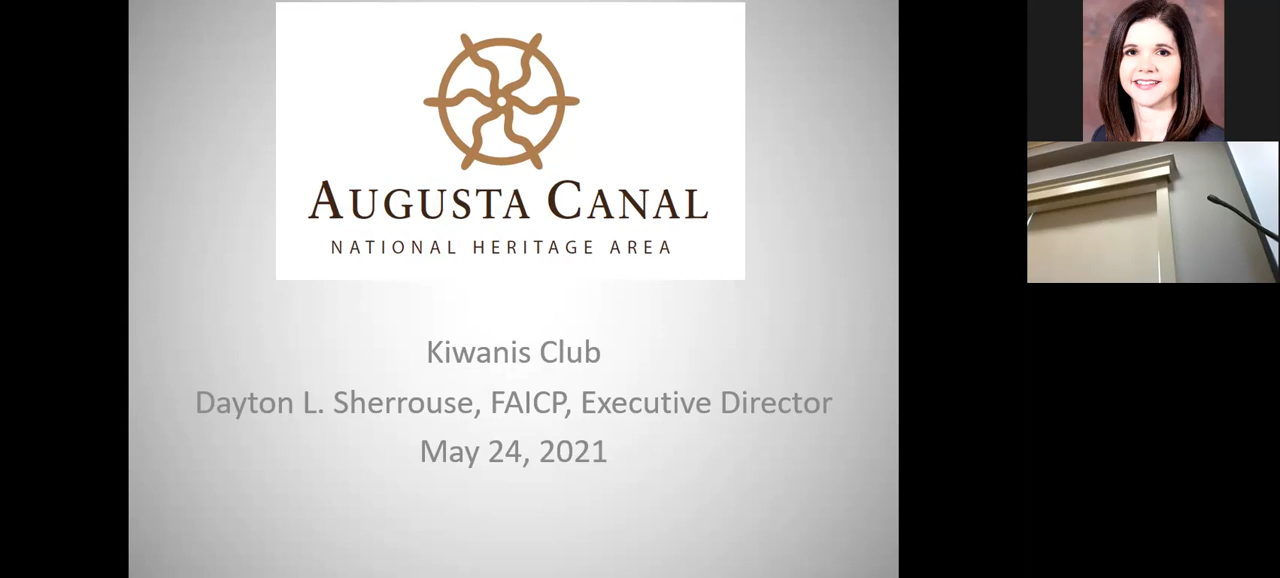 AUGUSTA CANAL
NATIONAL HERITAGE AREA
Kiwanis Club
Dayton L. Sherrouse, FAICP, Executive Director
May 24, 2021